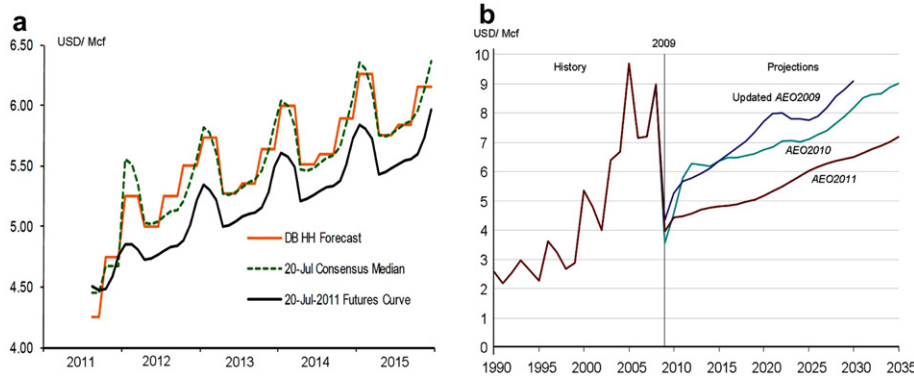 a
USD/ Mcf
6.50
6.00
5.50
5.00
4.50
4.00
DB HH Forecast
20-Jul Consensus Median
20-Jul-2011 Futures Curve
2011 2012 2013 2014 2015
b
USD/ Mcf
2009
History Projections
10
9
8
7
6
5
4
3
2
1
0
Updated AEO2009
AEO2010
AEO2011
1990 1995 2000 2005 2010 2015 2020 2025 2030 2035